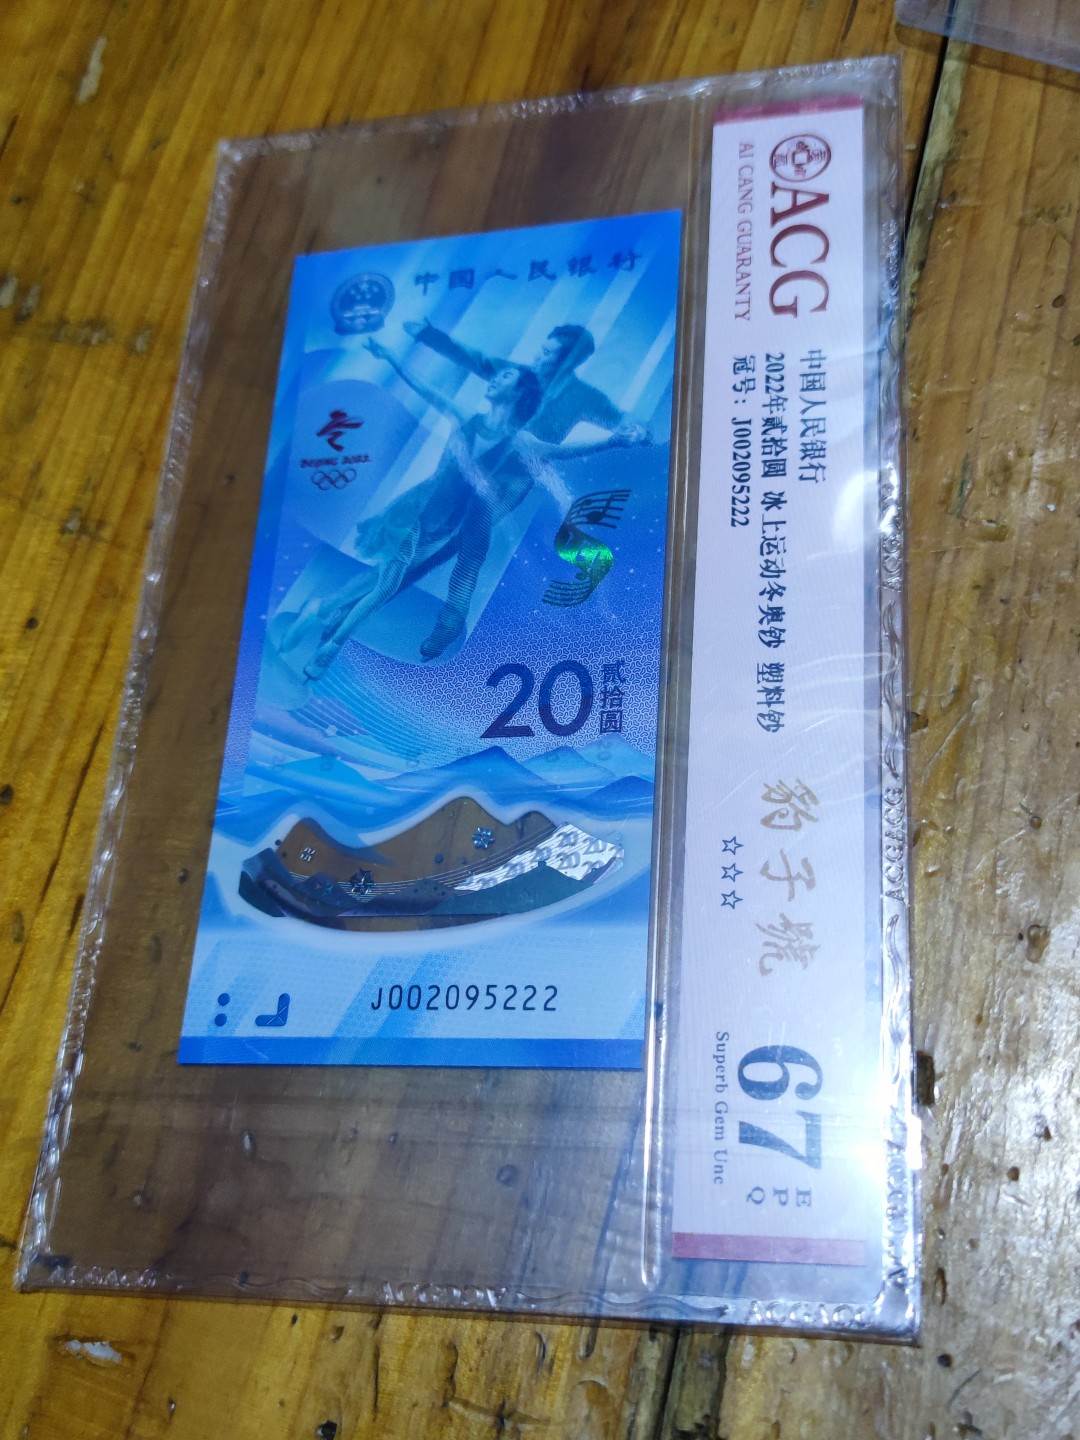 中国人民银行
BEIJING 2022
20
贰拾圆
J002095222
ACG
AI CANG GUARANTY
中国人民银行
2022年贰拾圆 冰上运动冬奥钞 塑料钞
冠号：J002095222
豹子號
☆☆☆
67
EPQ
Superb Gem Unc